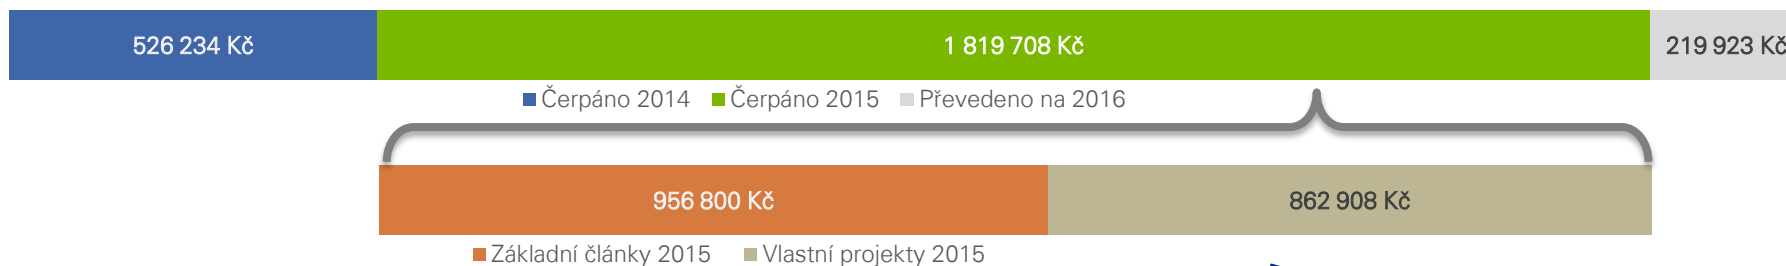 526 234 Kč 1 819 708 Kč 219 923 Kč
Čerpáno 2014 Čerpáno 2015 Převedeno na 2016
956 800 Kč 862 908 Kč
Základní články 2015 Vlastní projekty 2015